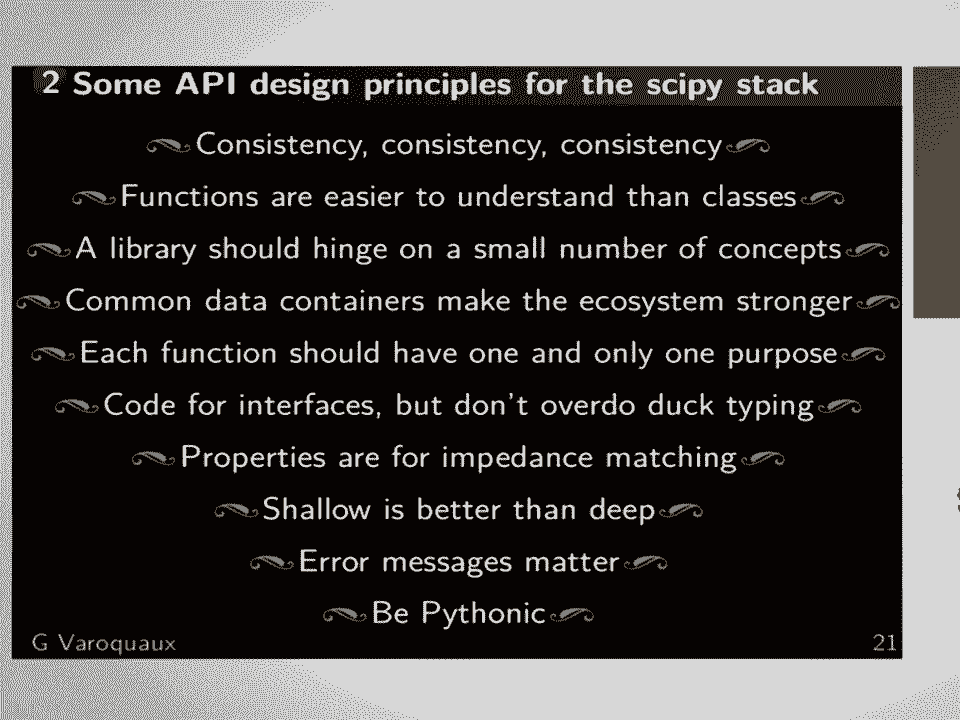 2 Some API design principles for the scipy stack
Consistency, consistency, consistency
Functions are easier to understand than classes
A library should hinge on a small number of concepts
Common data containers make the ecosystem stronger
Each function should have one and only one purpose
Code for interfaces, but don't overdo duck typing
Properties are for impedance matching
Shallow is better than deep
Error messages matter
Be Pythonic
G Varoquaux
21